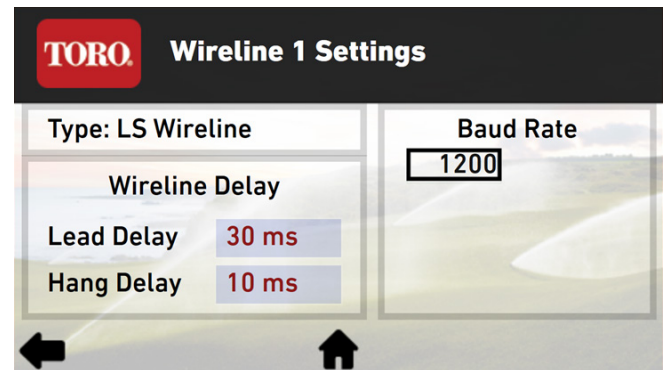 TORO.
Wireline 1 Settings
Type: LS Wireline
Wireline Delay
Lead Delay 30 ms
Hang Delay 10 ms
Baud Rate
1200